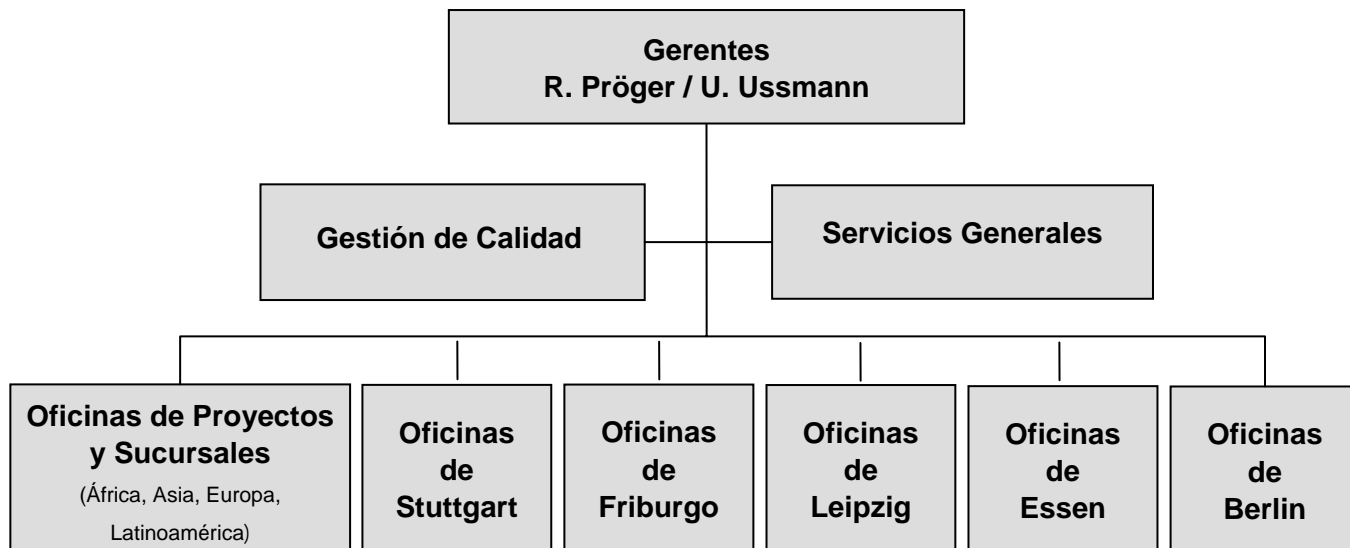 Gerentes
R. Pröger / U. Ussmann
Gestión de Calidad
Servicios Generales
Oficinas de Proyectos
y Sucursales
(África, Asia, Europa,
Latinoamérica)
Oficinas
de
Stuttgart
Oficinas
de
Friburgo
Oficinas
de
Leipzig
Oficinas
de
Essen
Oficinas
de
Berlin